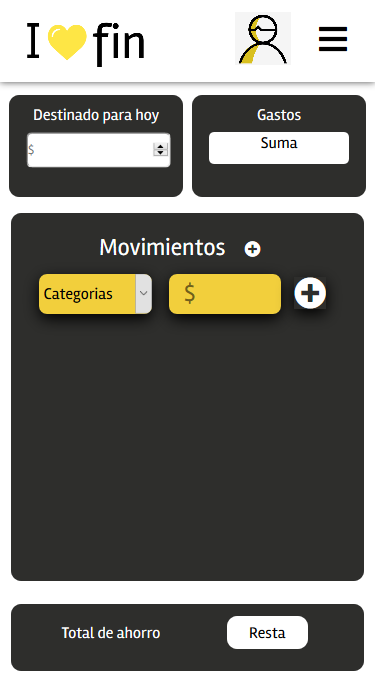 I 💛 fin
Destinado para hoy
$
Gastos
Suma
Movimientos
Categorias
$
Total de ahorro
Resta